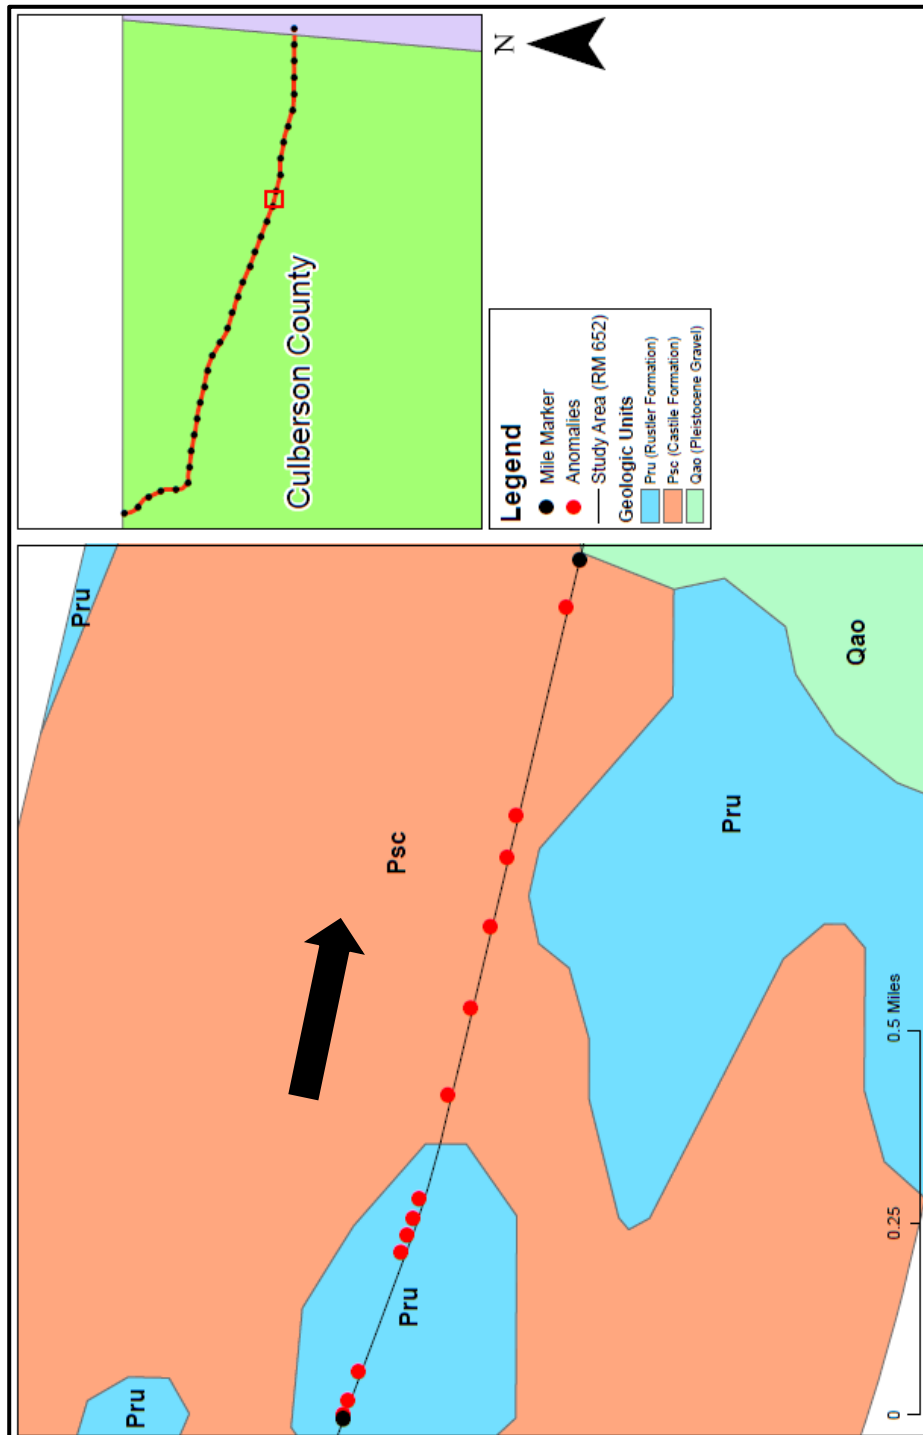 Culberson County
N
Legend
Mile Marker
Anomalies
Study Area (RM 652)
Geologic Units
Pru (Rustler Formation)
Psc (Castile Formation)
Qao (Pleistocene Gravel)
Pru
Pru
Psc
Pru
Pru
Qao
0 0.25 0.5 Miles